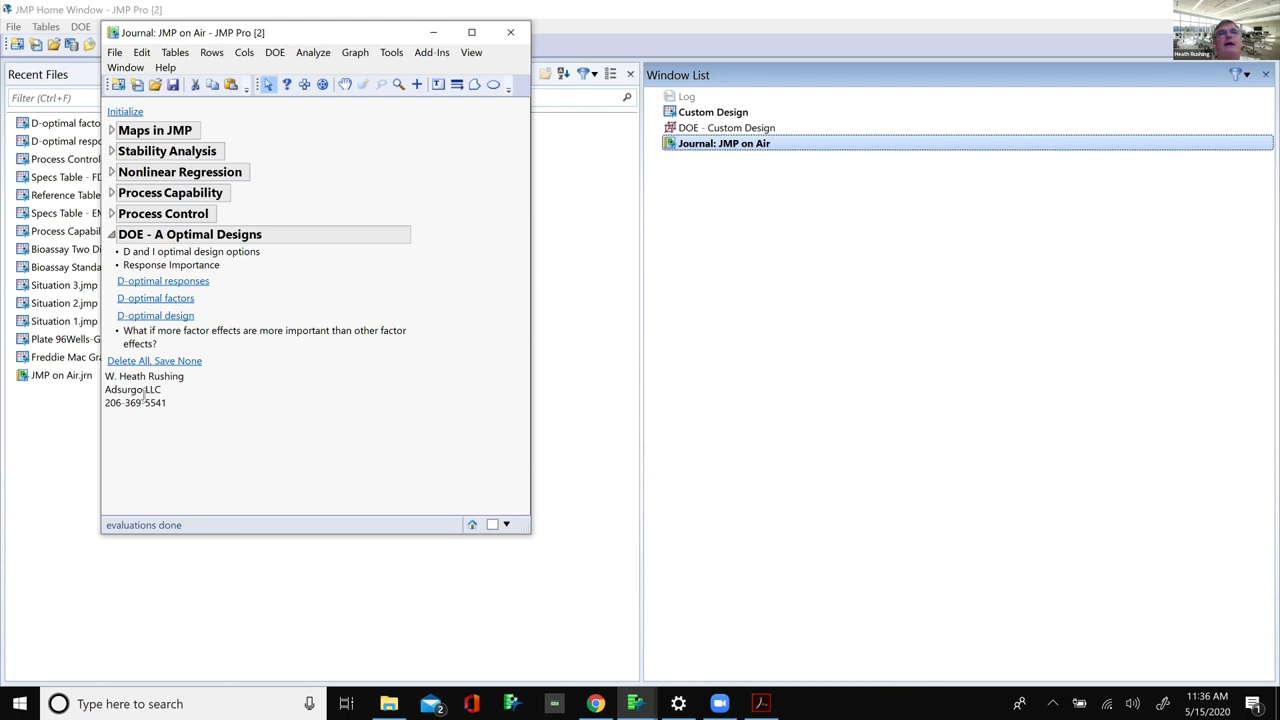 JMP Home Window - JMP Pro [2]
File Tables DOE
Recent Files
Filter (Ctrl+F)
D-optimal facto
D-optimal respo
Process Control
Specs Table - FD
Reference Table
Specs Table - EM
Process Capabil
Bioassay Two Di
Bioassay Standa
Situation 3.jmp
Situation 2.jmp
Situation 1.jmp
Plate 96Wells-G
Freddie Mac Gra
JMP on Air.jrn
Journal: JMP on Air - JMP Pro [2]
File Edit Tables Rows Cols DOE Analyze Graph Tools Add-Ins View
Window Help
Initialize
Maps in JMP
Stability Analysis
Nonlinear Regression
Process Capability
Process Control
DOE - A Optimal Designs
• D and I optimal design options
• Response Importance
D-optimal responses
D-optimal factors
D-optimal design
• What if more factor effects are more important than other factor
effects?
Delete All, Save None
W. Heath Rushing
Adsurgo LLC
206-369-5541
evaluations done
Window List
Log
Custom Design
DOE - Custom Design
Journal: JMP on Air
Heath Rushing
Type here to search
2
11:36 AM
5/15/2020
1